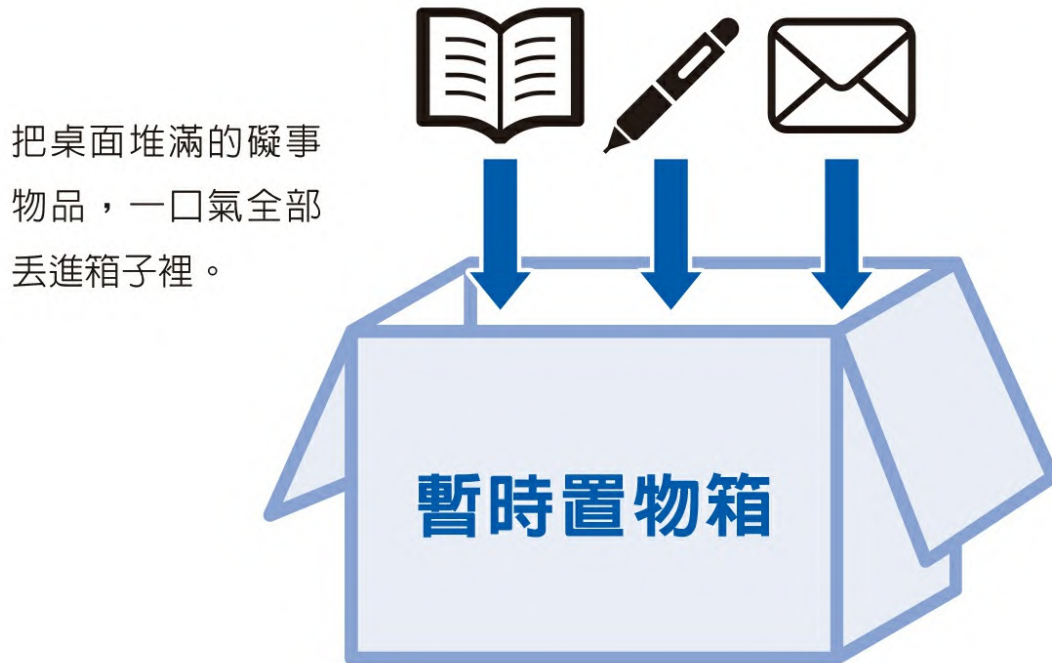 把桌面堆滿的礙事
物品，一口氣全部
丟進箱子裡。
暫時置物箱